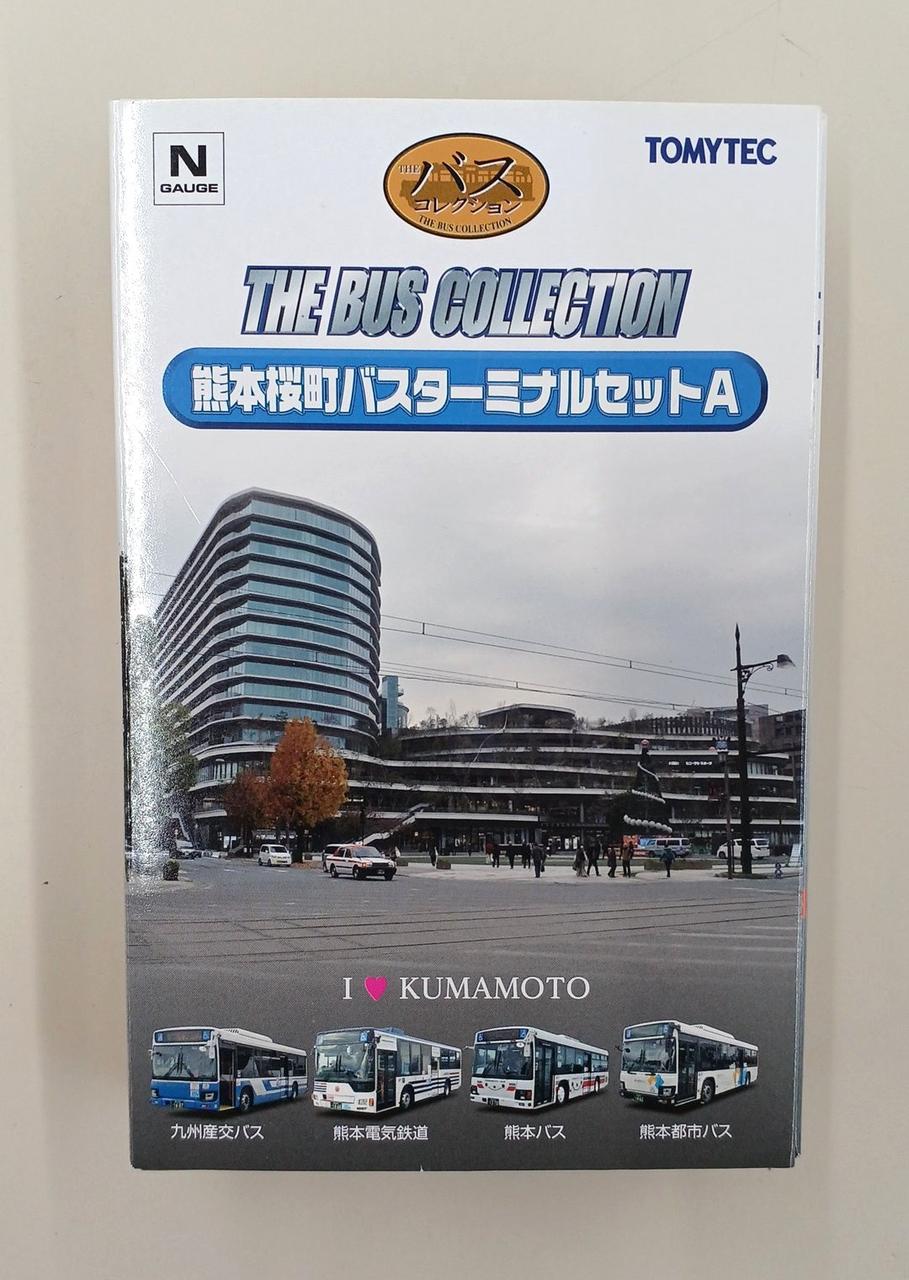 N
GAUGE
THE バス
コレクション
THE BUS COLLECTION
TOMYTEC
THE BUS COLLECTION
熊本桜町バスターミナルセットA
I ♥ KUMAMOTO
九州産交バス
熊本電気鉄道
熊本バス
熊本都市バス